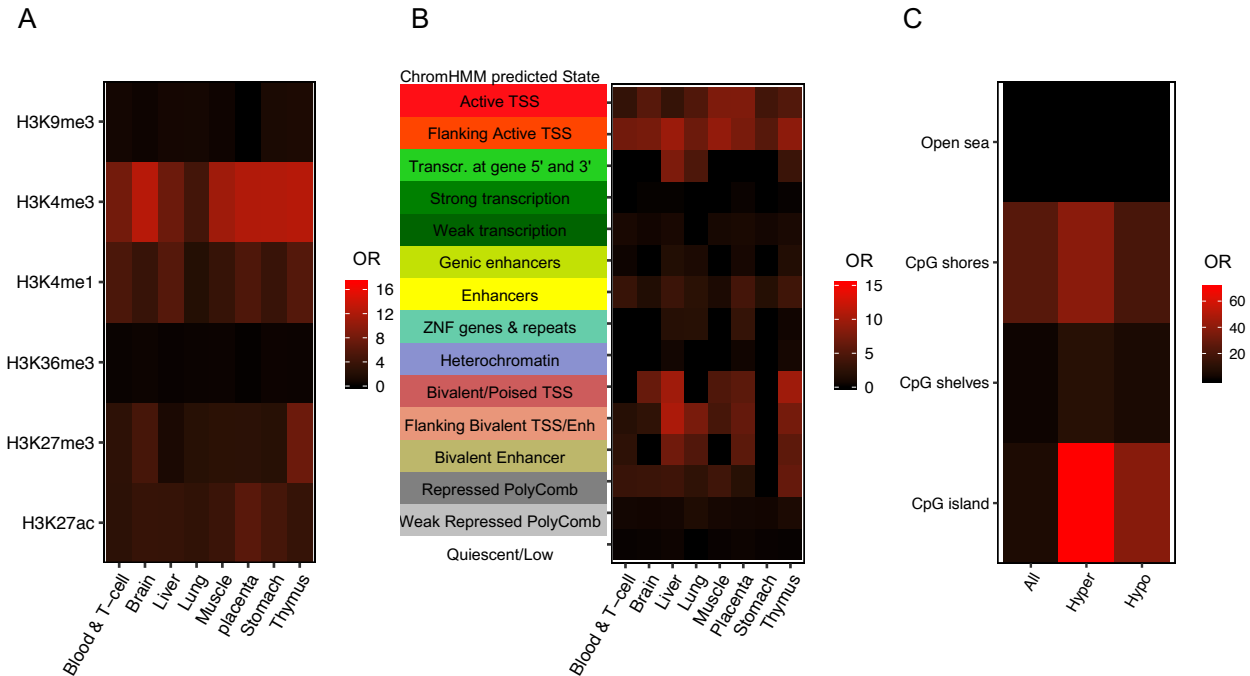 A
H3K9me3
H3K4me3
H3K4me1
H3K36me3
H3K27me3
H3K27ac
Blood & T−cell
Brain
Liver
Lung
Muscle
placenta
Stomach
Thymus
OR
16
12
8
4
0
B
ChromHMM predicted State
Active TSS
Flanking Active TSS
Transcr. at gene 5' and 3'
Strong transcription
Weak transcription
Genic enhancers
Enhancers
ZNF genes & repeats
Heterochromatin
Bivalent/Poised TSS
Flanking Bivalent TSS/Enh
Bivalent Enhancer
Repressed PolyComb
Weak Repressed PolyComb
Quiescent/Low
Blood & T−cell
Brain
Liver
Lung
Muscle
Placenta
Stomach
Thymus
OR
15
10
5
0
C
Open sea
CpG shores
CpG shelves
CpG island
All
Hyper
Hypo
OR
60
40
20